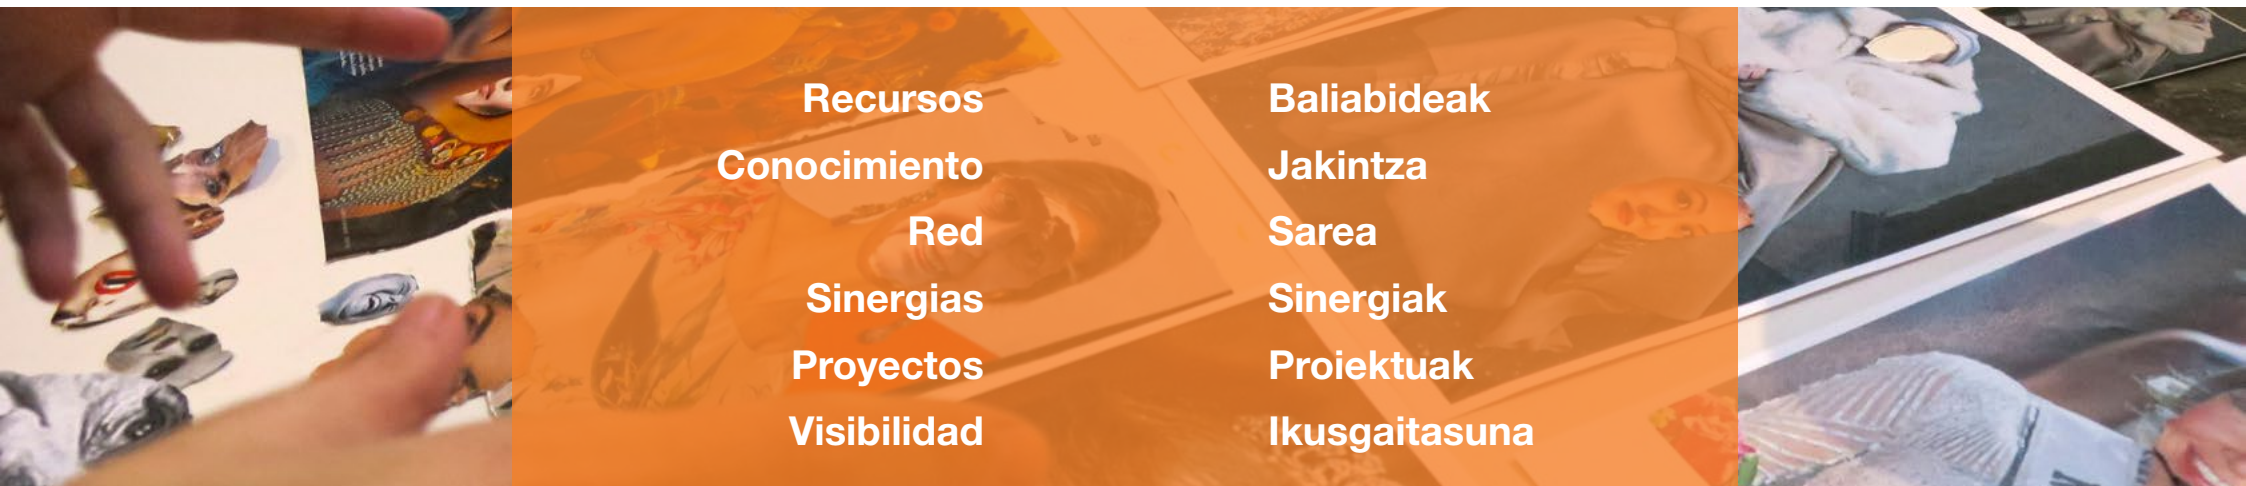 Recursos
Conocimiento
Red
Sinergias
Proyectos
Visibilidad
Baliabideak
Jakintza
Sarea
Sinergiak
Proiektuak
Ikusgaitasuna